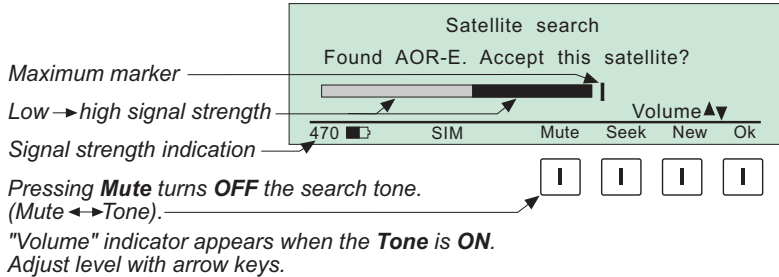 Satellite search
Found AOR-E. Accept this satellite?
Maximum marker
Low → high signal strength
Volume▲▼
470 SIM Mute Seek New Ok
Signal strength indication
Pressing Mute turns OFF the search tone.
(Mute ↔ Tone).
"Volume" indicator appears when the Tone is ON.
Adjust level with arrow keys.